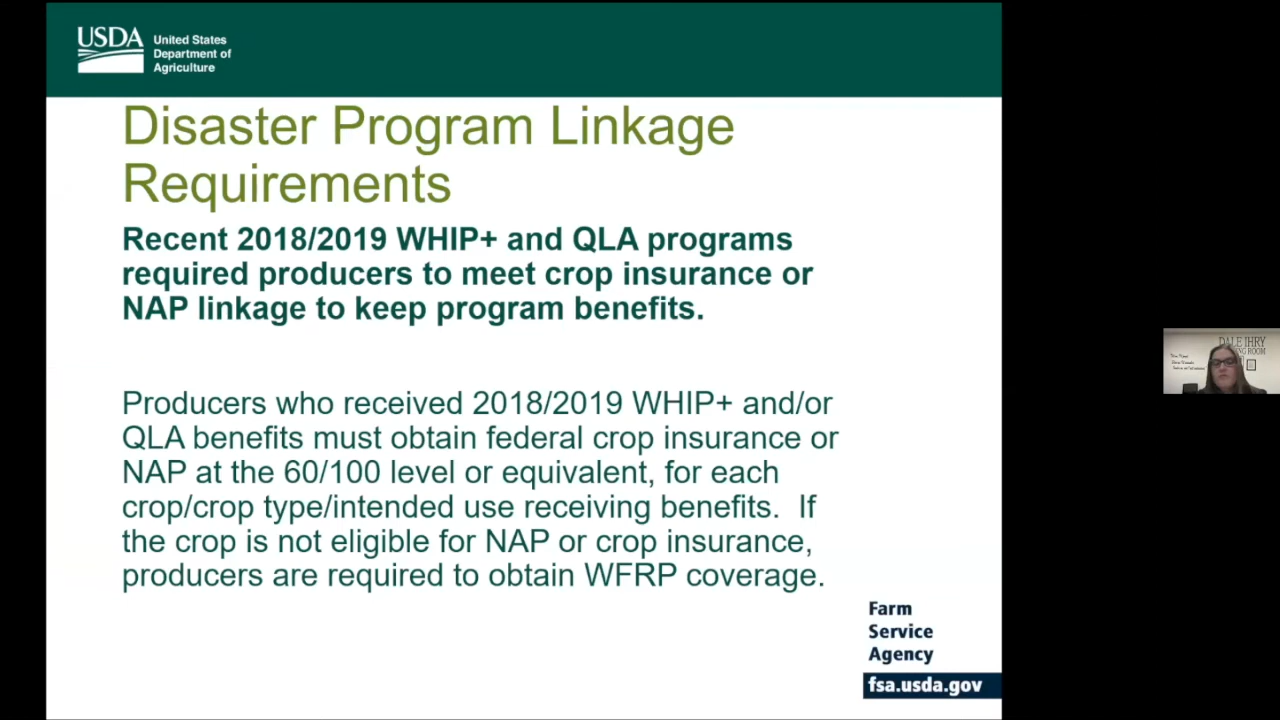 USDA
United States
Department of
Agriculture
Disaster Program Linkage
Requirements
Recent 2018/2019 WHIP+ and QLA programs
required producers to meet crop insurance or
NAP linkage to keep program benefits.
Producers who received 2018/2019 WHIP+ and/or
QLA benefits must obtain federal crop insurance or
NAP at the 60/100 level or equivalent, for each
crop/crop type/intended use receiving benefits.  If
the crop is not eligible for NAP or crop insurance,
producers are required to obtain WFRP coverage.
Farm
Service
Agency
fsa.usda.gov
DALE IHRY
ROOM